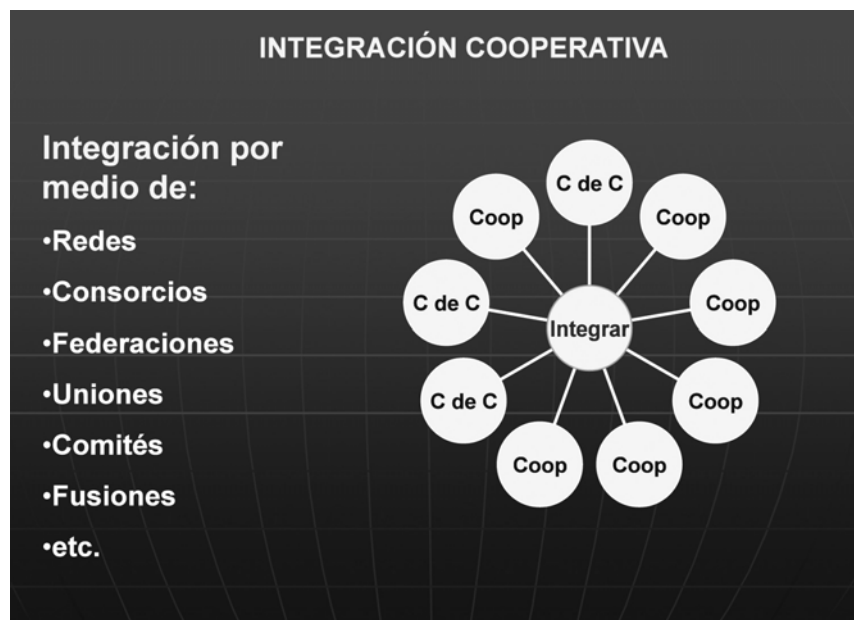 INTEGRACIÓN COOPERATIVA
Integración por
medio de:
•Redes
•Consorcios
•Federaciones
•Uniones
•Comités
•Fusiones
•etc.
C de C
Coop
Coop
C de C
Coop
Integrar
C de C
Coop
Coop
Coop